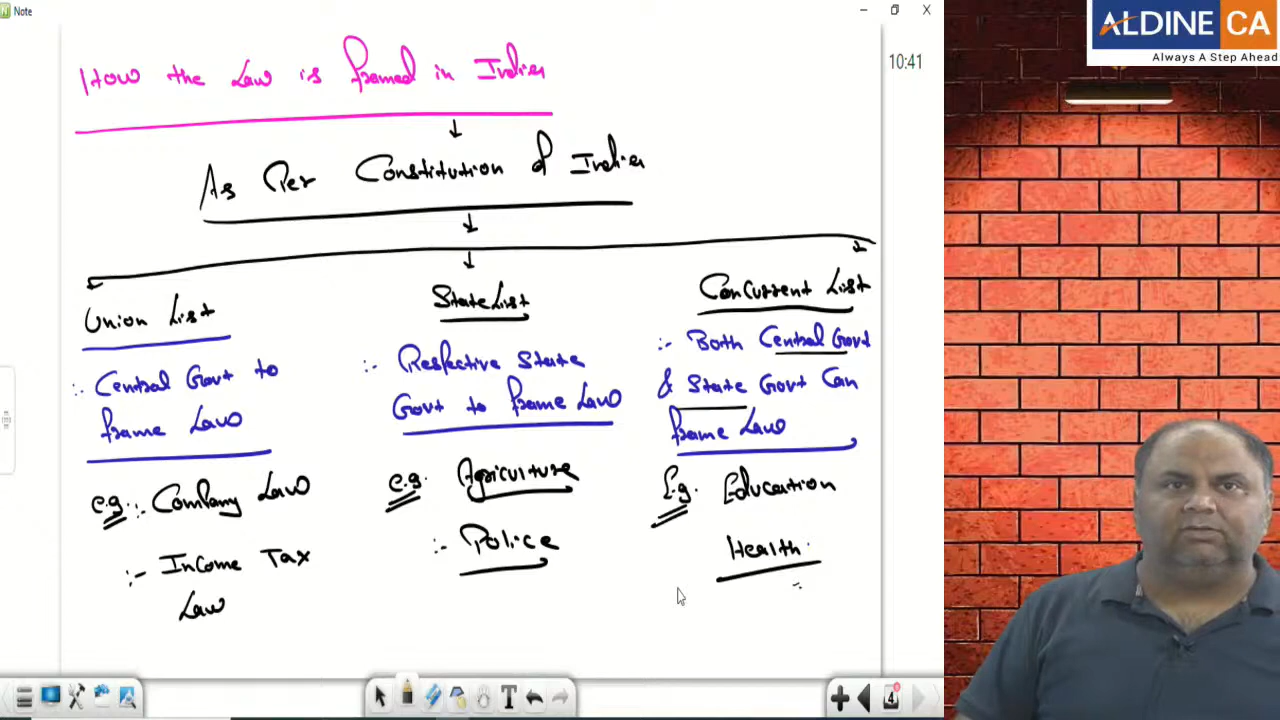 Note
ALDINE CA
Always A Step Ahead
10:41
How the Law is framed in India
As Per Constitution of India
Union List
:- Central Govt to
frame Law
e.g :- Company Law
:- Income Tax
Law
State List
:- Respective State
Govt to frame Law
e.g. Agriculture
:- Police
Concurrent List
:- Both Central Govt
& State Govt Can
frame Law
E.g. Education
Health.
T
4